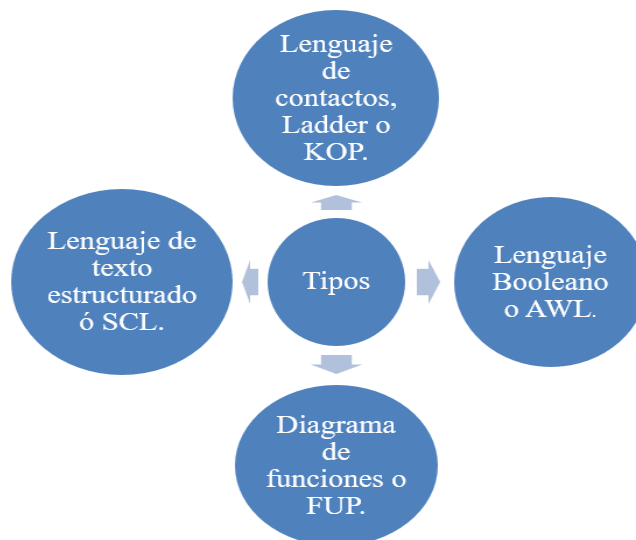 Lenguaje
de
contactos,
Ladder o
KOP.
Lenguaje de
texto
estructurado
ó SCL.
Tipos
Lenguaje
Booleano
o AWL.
Diagrama
de
funciones o
FUP.